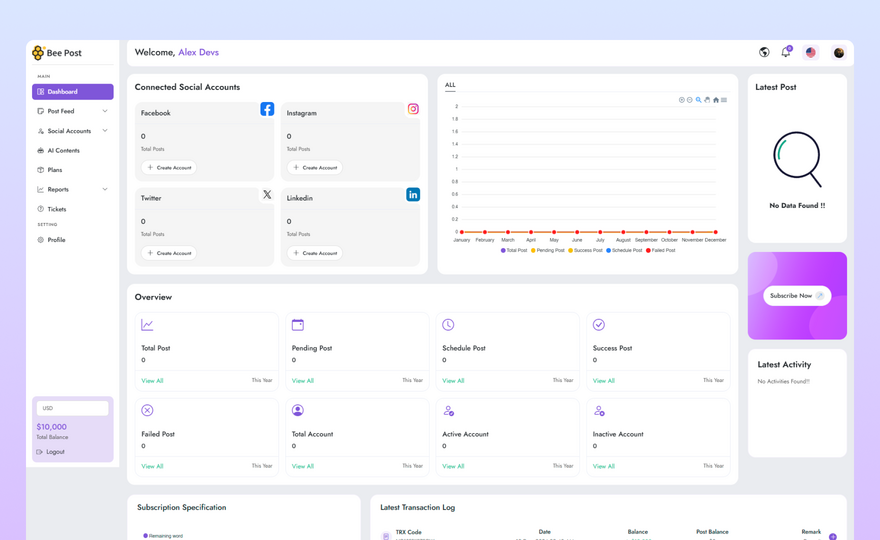 Bee Post
MAIN
Dashboard
Post Feed
Social Accounts
AI Contents
Plans
Reports
Tickets
SETTING
Profile
USD
$10,000
Total Balance
Logout
Welcome, Alex Devs
Connected Social Accounts
Facebook
0
Total Posts
+ Create Account
Instagram
0
Total Posts
+ Create Account
Twitter
0
Total Posts
+ Create Account
Linkedin
0
Total Posts
+ Create Account
ALL
2
1.8
1.6
1.4
1.2
1
0.8
0.6
0.4
0.2
0
January February March April May June July August September October November December
Total Post Pending Post Success Post Schedule Post Failed Post
Latest Post
No Data Found !!
Subscribe Now
Latest Activity
No Activities Found!!
Overview
Total Post
0
View All This Year
Pending Post
0
View All This Year
Schedule Post
0
View All This Year
Success Post
0
View All This Year
Failed Post
0
View All This Year
Total Account
0
View All This Year
Active Account
0
View All This Year
Inactive Account
0
View All This Year
Subscription Specification
Remaining word
Latest Transaction Log
TRX Code Date Balance Post Balance Remark